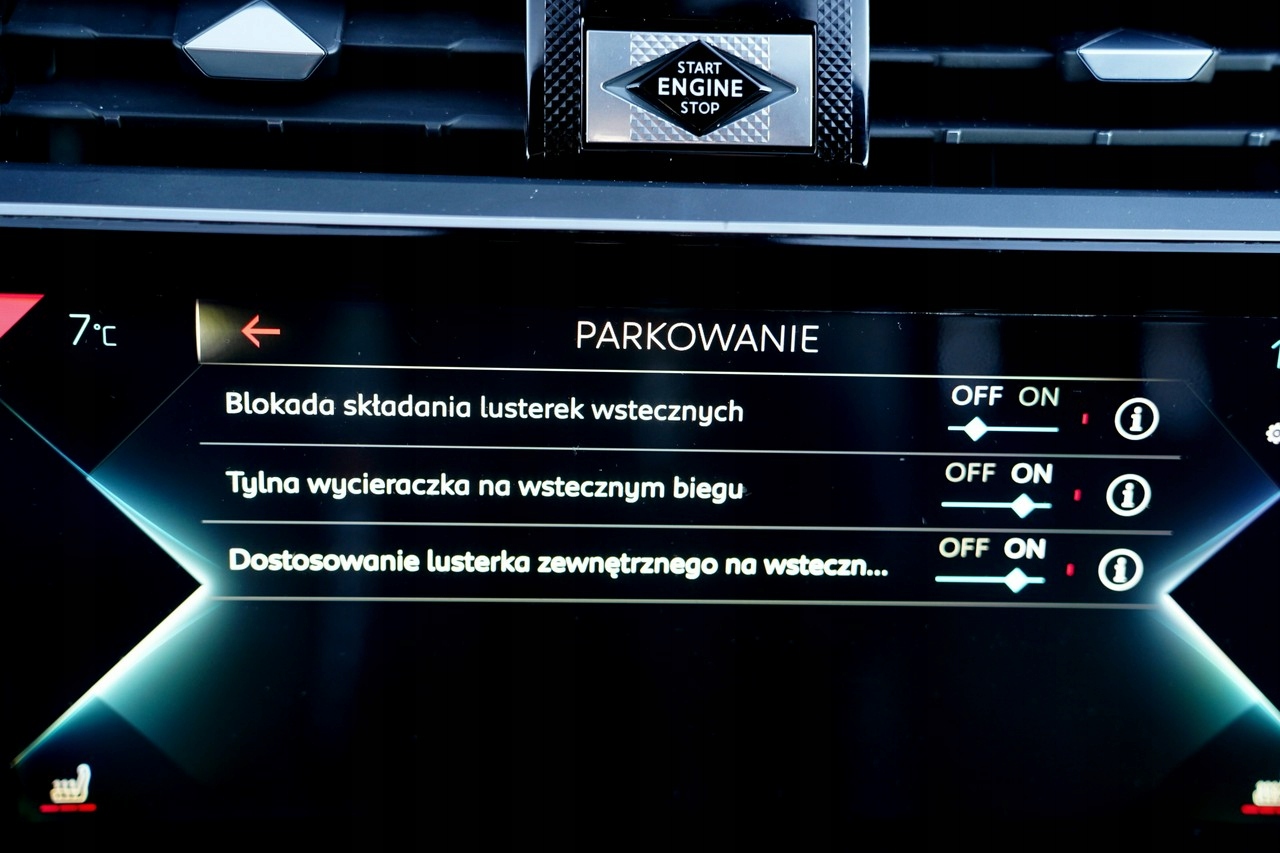 START
ENGINE
STOP
7°C
PARKOWANIE
Blokada składania lusterek wstecznych OFF ON
Tylna wycieraczka na wstecznym biegu OFF ON
Dostosowanie lusterka zewnętrznego na wsteczn... OFF ON